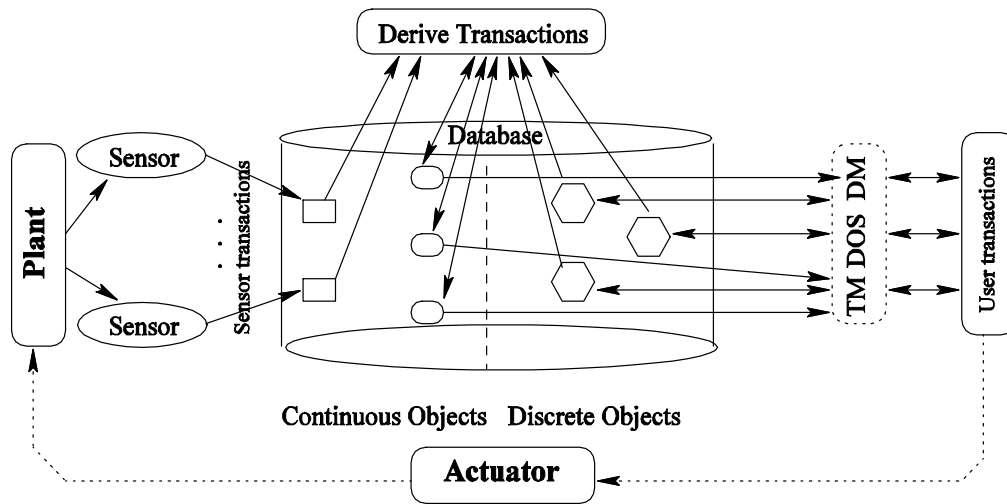 Derive Transactions
Database
Sensor
Sensor
Plant
Sensor transactions
TM DOS DM
User transactions
Continuous Objects Discrete Objects
Actuator